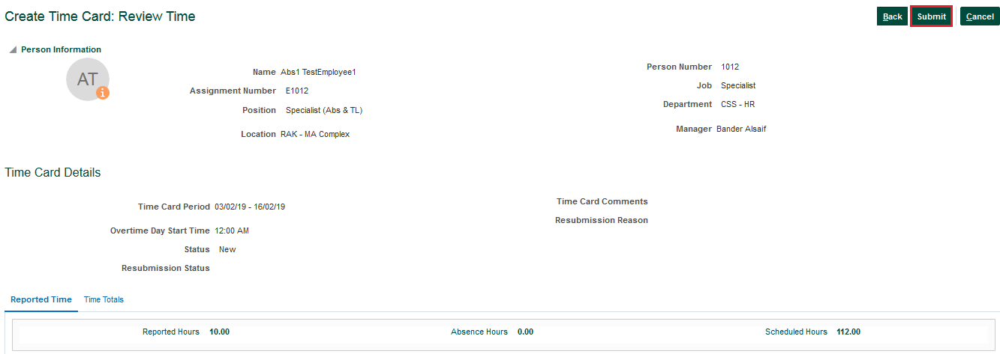 Create Time Card: Review Time
Back Submit Cancel
Person Information
AT
i
Name Abs1 TestEmployee1
Assignment Number E1012
Position Specialist (Abs & TL)
Location RAK - MA Complex
Person Number 1012
Job Specialist
Department CSS - HR
Manager Bander Alsaif
Time Card Details
Time Card Period 03/02/19 - 16/02/19
Overtime Day Start Time 12:00 AM
Status New
Resubmission Status
Time Card Comments
Resubmission Reason
Reported Time Time Totals
Reported Hours 10.00 Absence Hours 0.00 Scheduled Hours 112.00